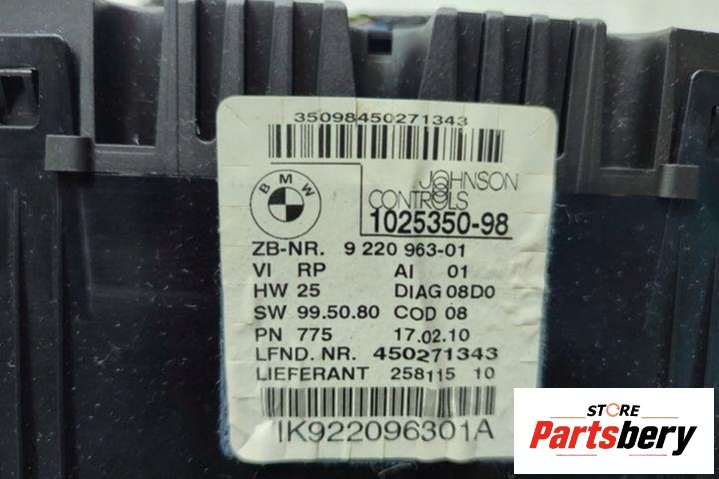 35098450271343
BMW
JOHNSON
CONTROLS
1025350-98
ZB-NR. 9 220 963-01
VI RP AI 01
HW 25 DIAG 08D0
SW 99.50.80 COD 08
PN 775 17.02.10
LFND. NR. 450271343
LIEFERANT 258115 10
IK922096301A
STORE
Partsbery